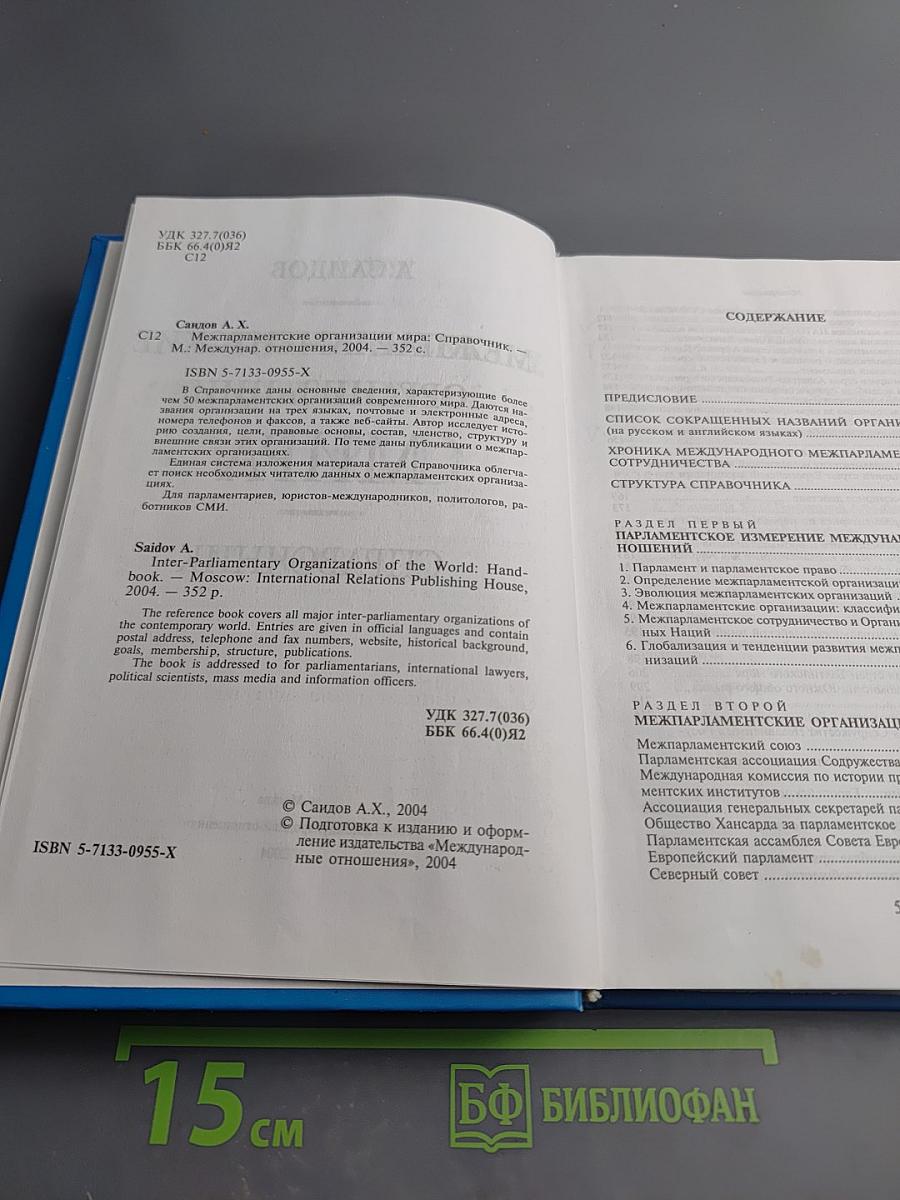 УДК 327.7(036)
ББК 66.4(0)Я2
С12
Саидов А. Х.
С12 Межпарламентские организации мира: Справочник. —
М.: Междунар. отношения, 2004. — 352 с.
ISBN 5-7133-0955-X
В Справочнике даны основные сведения, характеризующие более
чем 50 межпарламентских организаций современного мира. Даются на-
звания организации на трех языках, почтовые и электронные адреса,
номера телефонов и факсов, а также веб-сайты. Автор исследует исто-
рию создания, цели, правовые основы, состав, членство, структуру и
внешние связи этих организаций. По теме даны публикации о межпар-
ламентских организациях.
Единая система изложения материала статей Справочника облегча-
ет поиск необходимых читателю данных о межпарламентских организа-
циях.
Для парламентариев, юристов-международников, политологов, ра-
ботников СМИ.
Saidov A.
Inter-Parliamentary Organizations of the World: Hand-
book. — Moscow: International Relations Publishing House,
2004. — 352 p.
The reference book covers all major inter-parliamentary organizations of
the contemporary world. Entries are given in official languages and contain
postal address, telephone and fax numbers, website, historical background,
goals, membership, structure, publications.
The book is addressed to for parliamentarians, international lawyers,
political scientists, mass media and information officers.
УДК 327.7(036)
ББК 66.4(0)Я2
© Саидов А.Х., 2004
© Подготовка к изданию и оформ-
ление издательства «Международ-
ные отношения», 2004
ISBN 5-7133-0955-X
СОДЕРЖАНИЕ
ПРЕДИСЛОВИЕ
СПИСОК СОКРАЩЕННЫХ НАЗВАНИЙ ОРГАНИ
(на русском и английском языках)
ХРОНИКА МЕЖДУНАРОДНОГО МЕЖПАРЛАМЕ
СОТРУДНИЧЕСТВА
СТРУКТУРА СПРАВОЧНИКА
РАЗДЕЛ ПЕРВЫЙ
ПАРЛАМЕНТСКОЕ ИЗМЕРЕНИЕ МЕЖДУНАР
НОШЕНИЙ
1. Парламент и парламентское право
2. Определение межпарламентской организаци
3. Эволюция межпарламентских организаций
4. Межпарламентские организации: классифи
5. Межпарламентское сотрудничество и Органи
ных Наций
6. Глобализация и тенденции развития межп
низаций
РАЗДЕЛ ВТОРОЙ
МЕЖПАРЛАМЕНТСКИЕ ОРГАНИЗАЦ
Межпарламентский союз
Парламентская ассоциация Содружества
Международная комиссия по истории пр
ментских институтов
Ассоциация генеральных секретарей па
Общество Хансарда за парламентское
Парламентская ассамблея Совета Евр
Европейский парламент
Северный совет
5
15 см
БФ БИБЛИОФАН